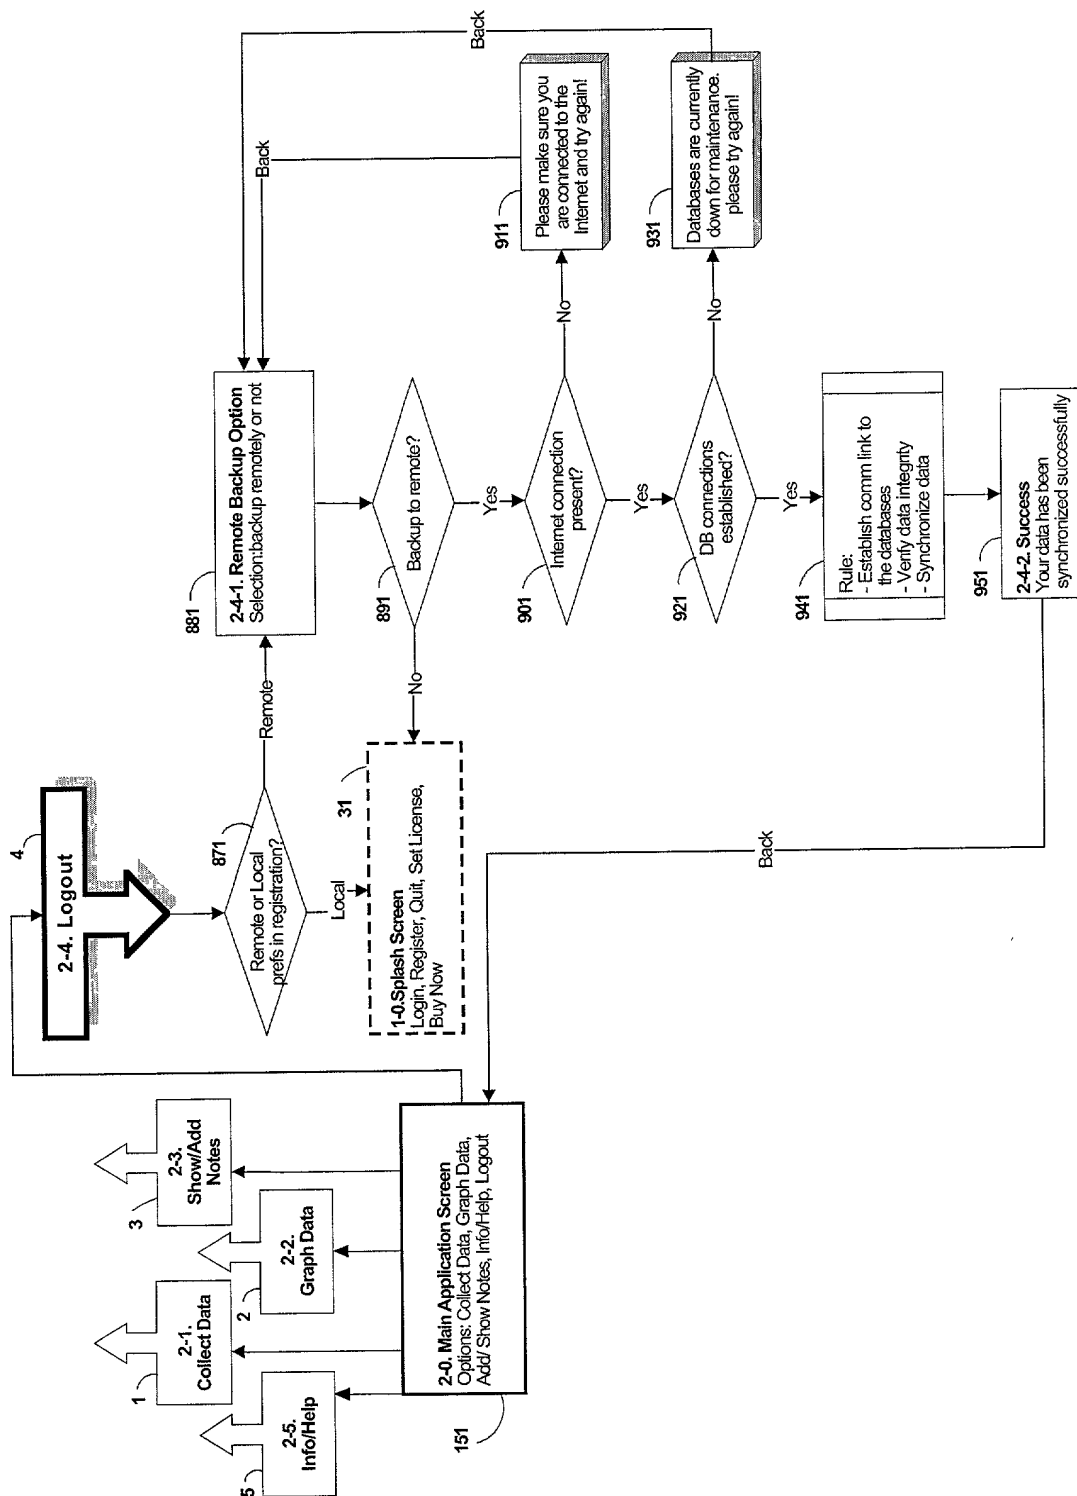 4
2-4. Logout
871
Remote or Local
prefs in registration?
Remote
Local
881
2-4-1. Remote Backup Option
Selection:backup remotely or not
Back
Back
891
Backup to remote?
No
Yes
31
1-0.Splash Screen
Login, Register, Quit, Set License,
Buy Now
901
Internet connection
present?
No
Yes
911
Please make sure you
are connected to the
Internet and try again!
921
DB connections
established?
No
Yes
931
Databases are currently
down for maintenance.
please try again!
941
Rule:
- Establish comm link to
the databases
- Verify data integrity
- Synchronize data
951
2-4-2. Success
Your data has been
synchronized successfully
Back
3
2-3.
Show/Add
Notes
2
2-2.
Graph Data
1
2-1.
Collect Data
5
2-5.
Info/Help
2-0. Main Application Screen
Options: Collect Data, Graph Data,
Add/ Show Notes, Info/Help, Logout
151